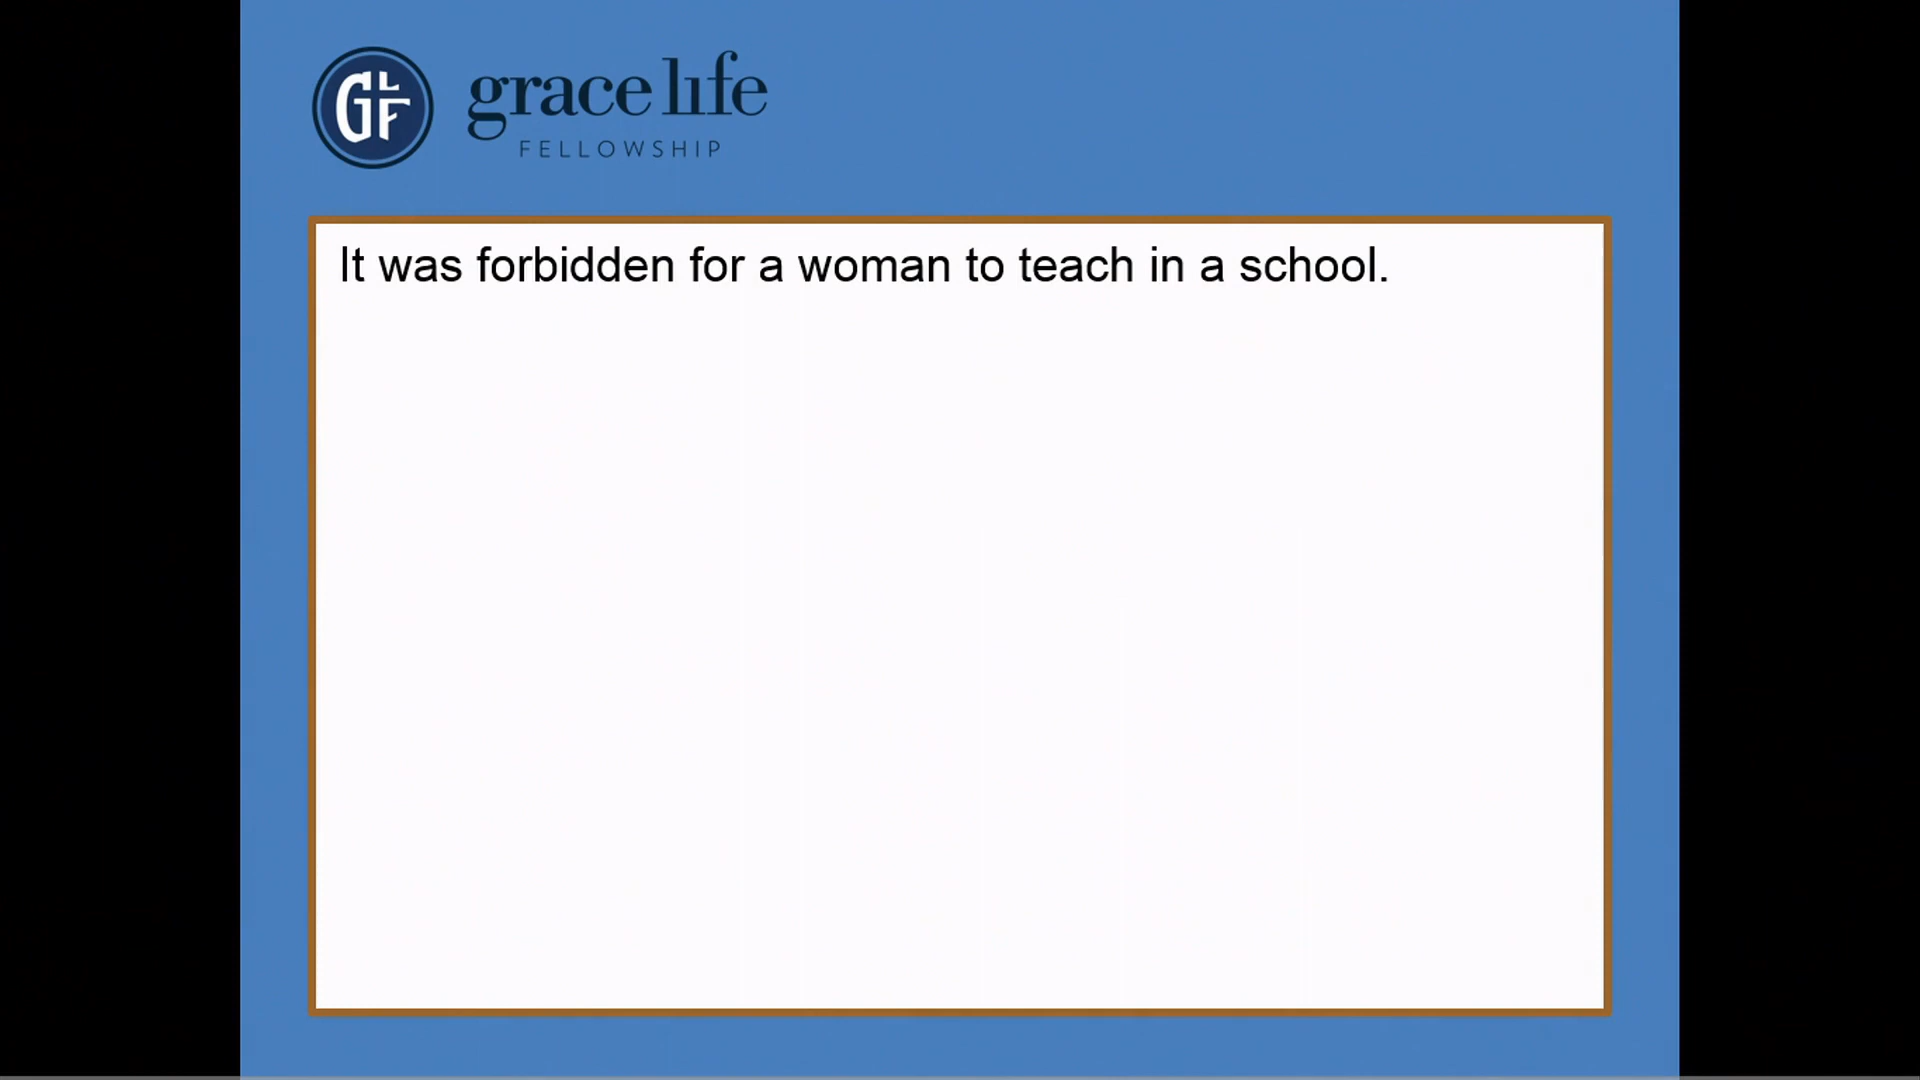 GLF
grace life
FELLOWSHIP
It was forbidden for a woman to teach in a school.